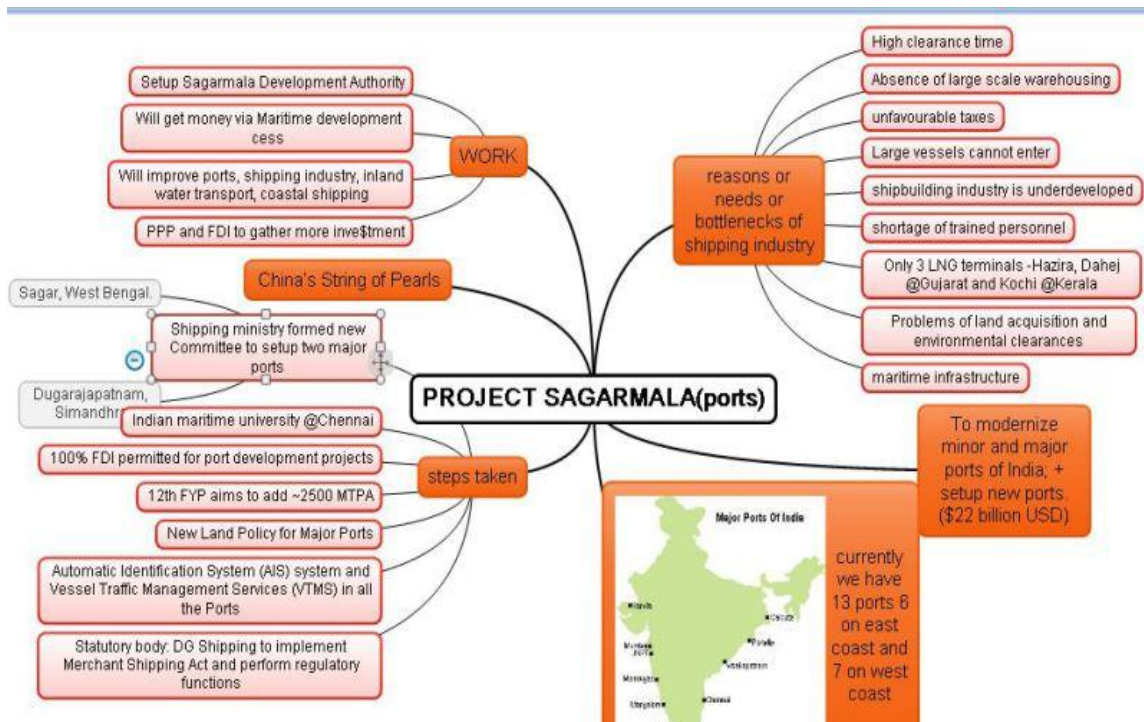 Setup Sagarmala Development Authority
Will get money via Maritime development
cess
Will improve ports, shipping industry, inland
water transport, coastal shipping
PPP and FDI to gather more inve$tment
WORK
China's String of Pearls
Sagar, West Bengal.
Shipping ministry formed new
Committee to setup two major
ports
Dugarajapatnam,
Indian maritime university @Chennai
100% FDI permitted for port development projects
12th FYP aims to add ~2500 MTPA
New Land Policy for Major Ports
Automatic Identification System (AIS) system and
Vessel Traffic Management Services (VTMS) in all
the Ports
Statutory body: DG Shipping to implement
Merchant Shipping Act and perform regulatory
functions
steps taken
PROJECT SAGARMALA(ports)
reasons or
needs or
bottlenecks of
shipping industry
High clearance time
Absence of large scale warehousing
unfavourable taxes
Large vessels cannot enter
shipbuilding industry is underdeveloped
shortage of trained personnel
Only 3 LNG terminals -Hazira, Dahej
@Gujarat and Kochi @Kerala
Problems of land acquisition and
environmental clearances
maritime infrastructure
To modernize
minor and major
ports of India; +
setup new ports.
($22 billion USD)
Major Ports Of India
Chennai
currently
we have
13 ports 6
on east
coast and
7 on west
coast